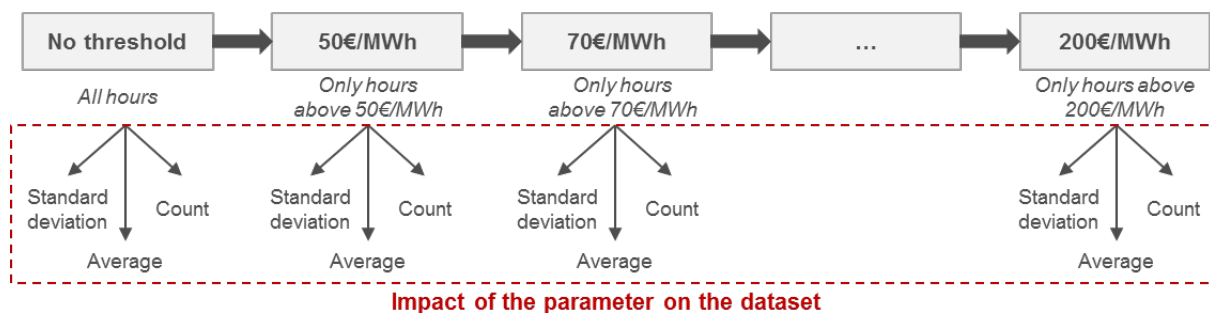 No threshold
50€/MWh
70€/MWh
...
200€/MWh
All hours
Only hours
above 50€/MWh
Only hours
above 70€/MWh
Only hours above
200€/MWh
Standard
deviation
Count
Average
Standard
deviation
Count
Average
Standard
deviation
Count
Average
Standard
deviation
Count
Average
Impact of the parameter on the dataset